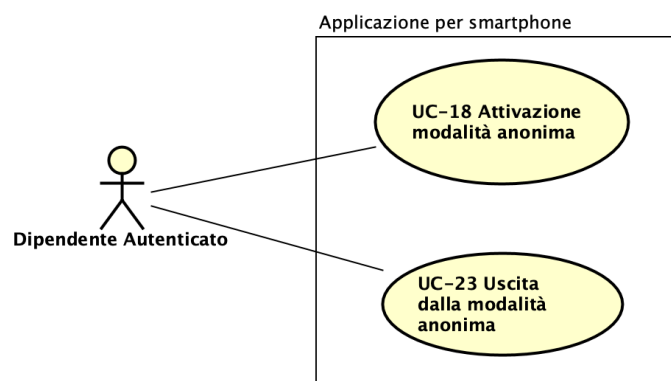 Applicazione per smartphone
UC-18 Attivazione
modalità anonima
Dipendente Autenticato
UC-23 Uscita
dalla modalità
anonima